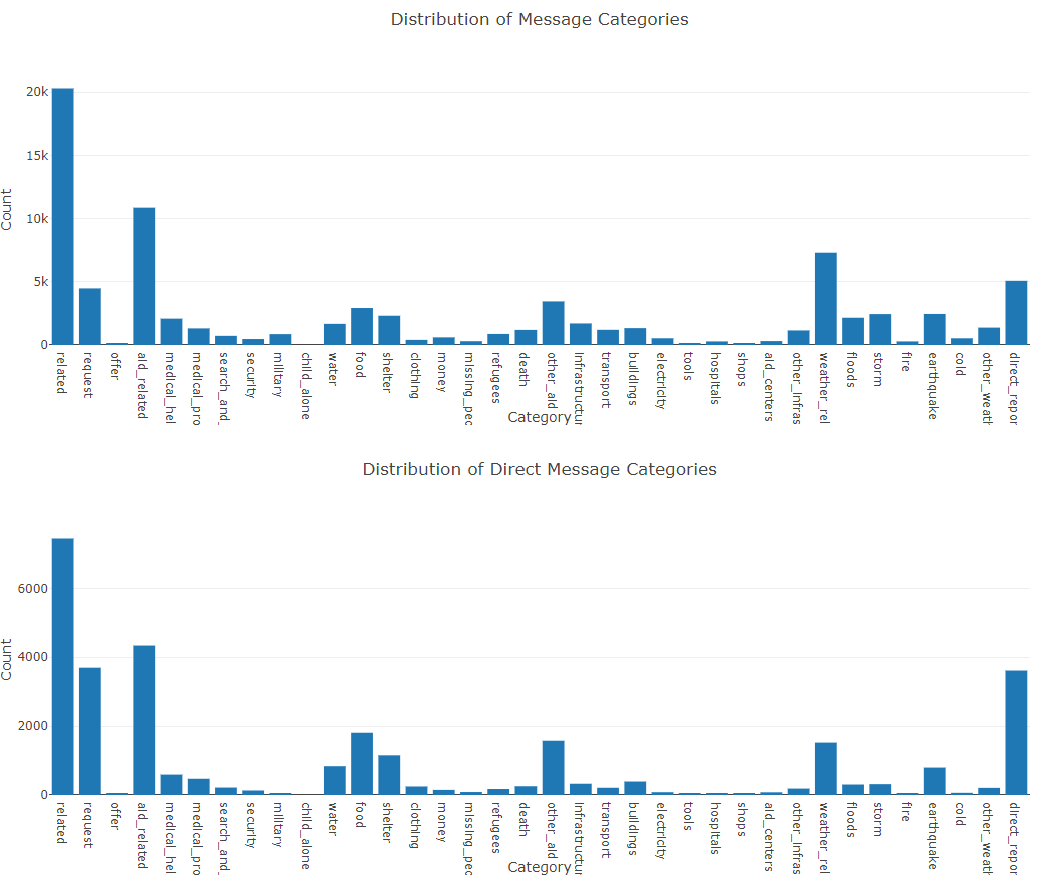 Distribution of Message Categories
Count
20k
15k
10k
5k
0
related
request
offer
aid_related
medical_hel
medical_pro
search_and_
security
military
child_alone
water
food
shelter
clothing
money
missing_peo
refugees
death
other_aid
infrastructur
transport
buildings
electricity
tools
hospitals
shops
aid_centers
other_infras
weather_rel
floods
storm
fire
earthquake
cold
other_weath
direct_repor
Category
Distribution of Direct Message Categories
Count
6000
4000
2000
0
related
request
offer
aid_related
medical_hel
medical_pro
search_and_
security
military
child_alone
water
food
shelter
clothing
money
missing_peo
refugees
death
other_aid
infrastructur
transport
buildings
electricity
tools
hospitals
shops
aid_centers
other_infras
weather_rel
floods
storm
fire
earthquake
cold
other_weath
direct_repor
Category